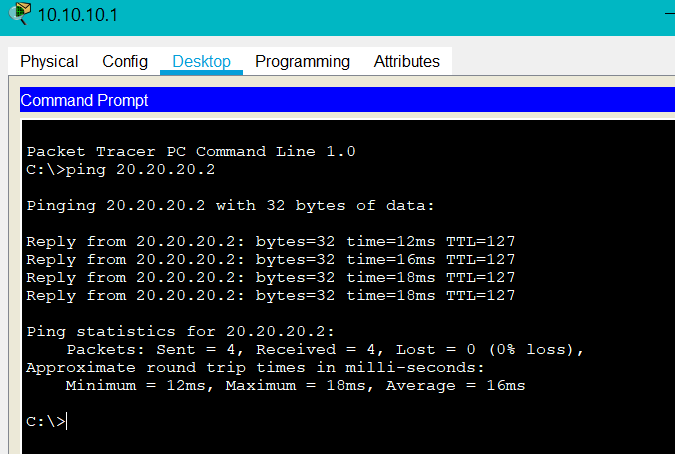 10.10.10.1
Physical Config Desktop Programming Attributes
Command Prompt
Packet Tracer PC Command Line 1.0
C:\>ping 20.20.20.2
Pinging 20.20.20.2 with 32 bytes of data:
Reply from 20.20.20.2: bytes=32 time=12ms TTL=127
Reply from 20.20.20.2: bytes=32 time=16ms TTL=127
Reply from 20.20.20.2: bytes=32 time=18ms TTL=127
Reply from 20.20.20.2: bytes=32 time=18ms TTL=127
Ping statistics for 20.20.20.2:
    Packets: Sent = 4, Received = 4, Lost = 0 (0% loss),
Approximate round trip times in milli-seconds:
    Minimum = 12ms, Maximum = 18ms, Average = 16ms
C:\>